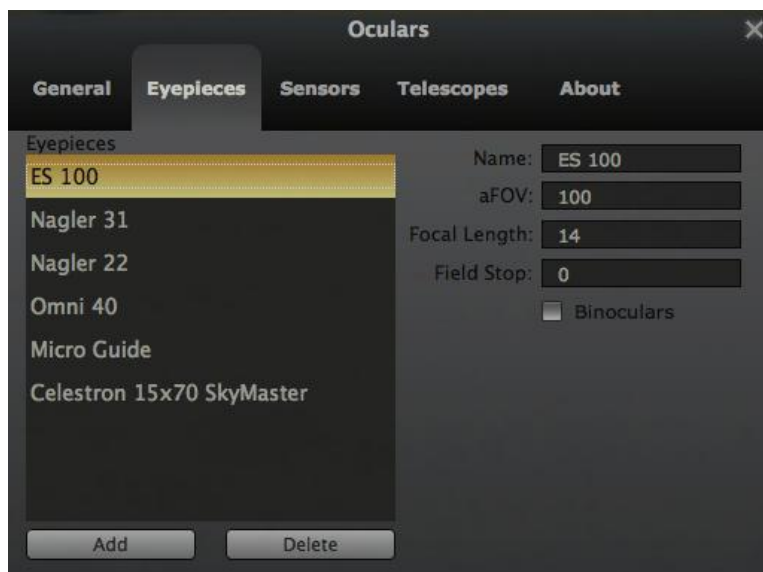 Oculars
General Eyepieces Sensors Telescopes About
Eyepieces
ES 100
Nagler 31
Nagler 22
Omni 40
Micro Guide
Celestron 15x70 SkyMaster
Add Delete
Name: ES 100
aFOV: 100
Focal Length: 14
Field Stop: 0
Binoculars